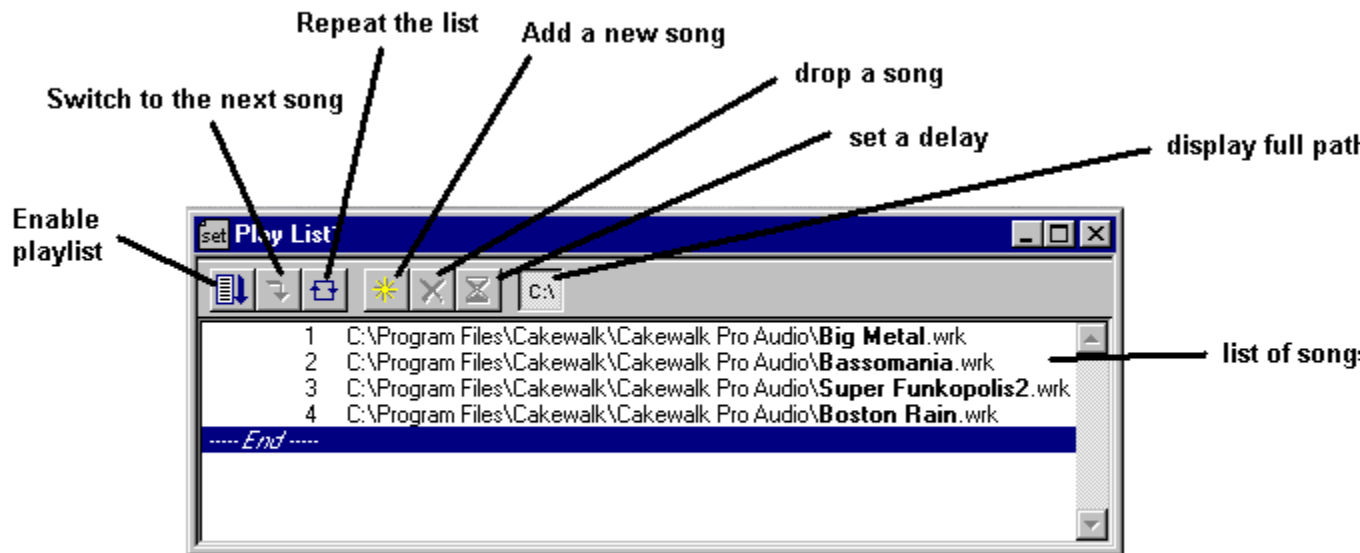 Repeat the list
Add a new song
drop a song
Switch to the next song
set a delay
display full path
Enable
playlist
set Play List*
C:\
1 C:\Program Files\Cakewalk\Cakewalk Pro Audio\Big Metal.wrk
2 C:\Program Files\Cakewalk\Cakewalk Pro Audio\Bassomania.wrk
list of songs
3 C:\Program Files\Cakewalk\Cakewalk Pro Audio\Super Funkopolis2.wrk
4 C:\Program Files\Cakewalk\Cakewalk Pro Audio\Boston Rain.wrk
----- End -----